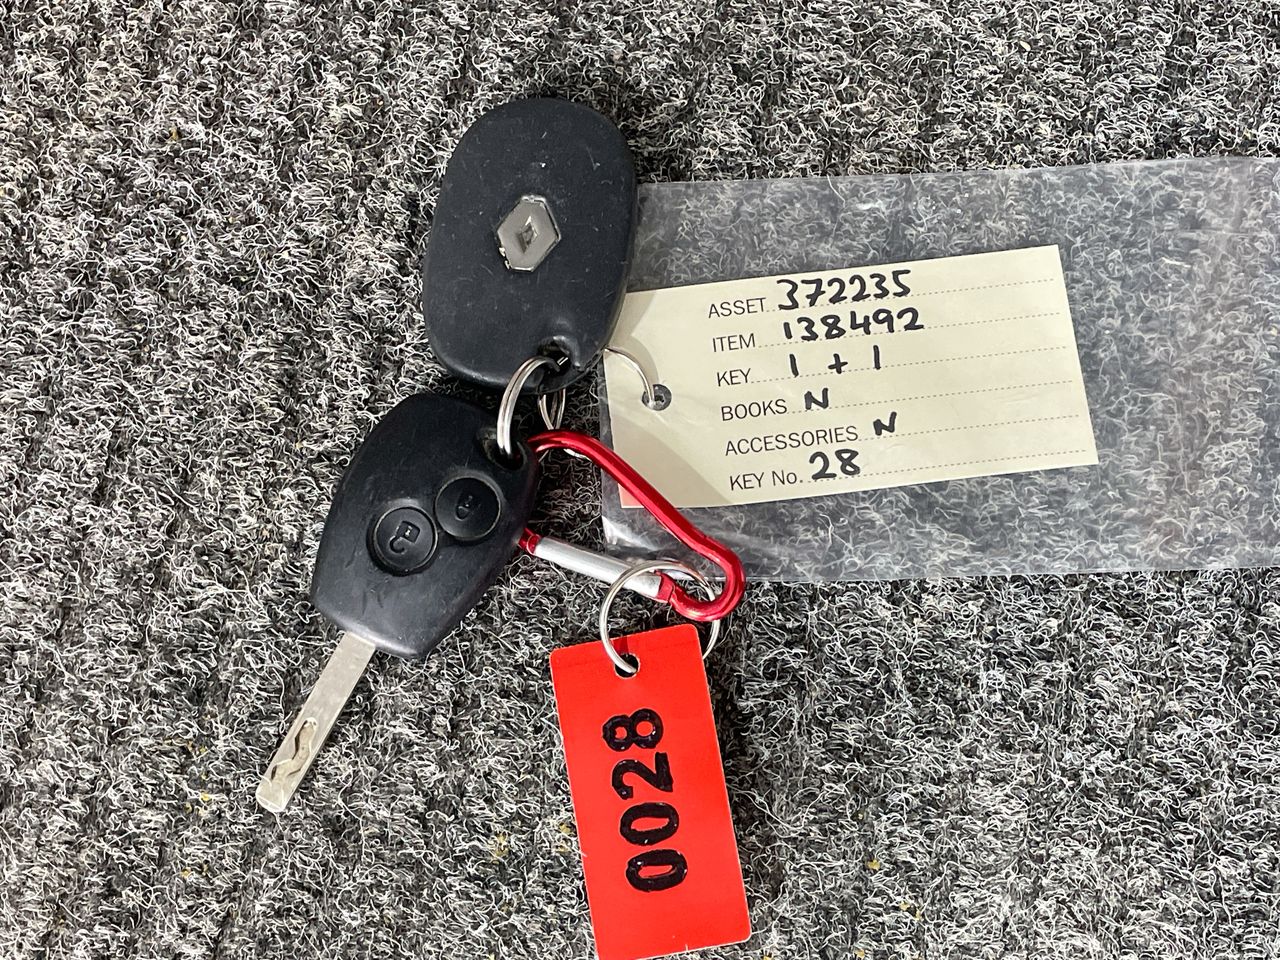 ASSET 372235
ITEM 138492
KEY 1 + 1
BOOKS N
ACCESSORIES N
KEY No. 28
0028